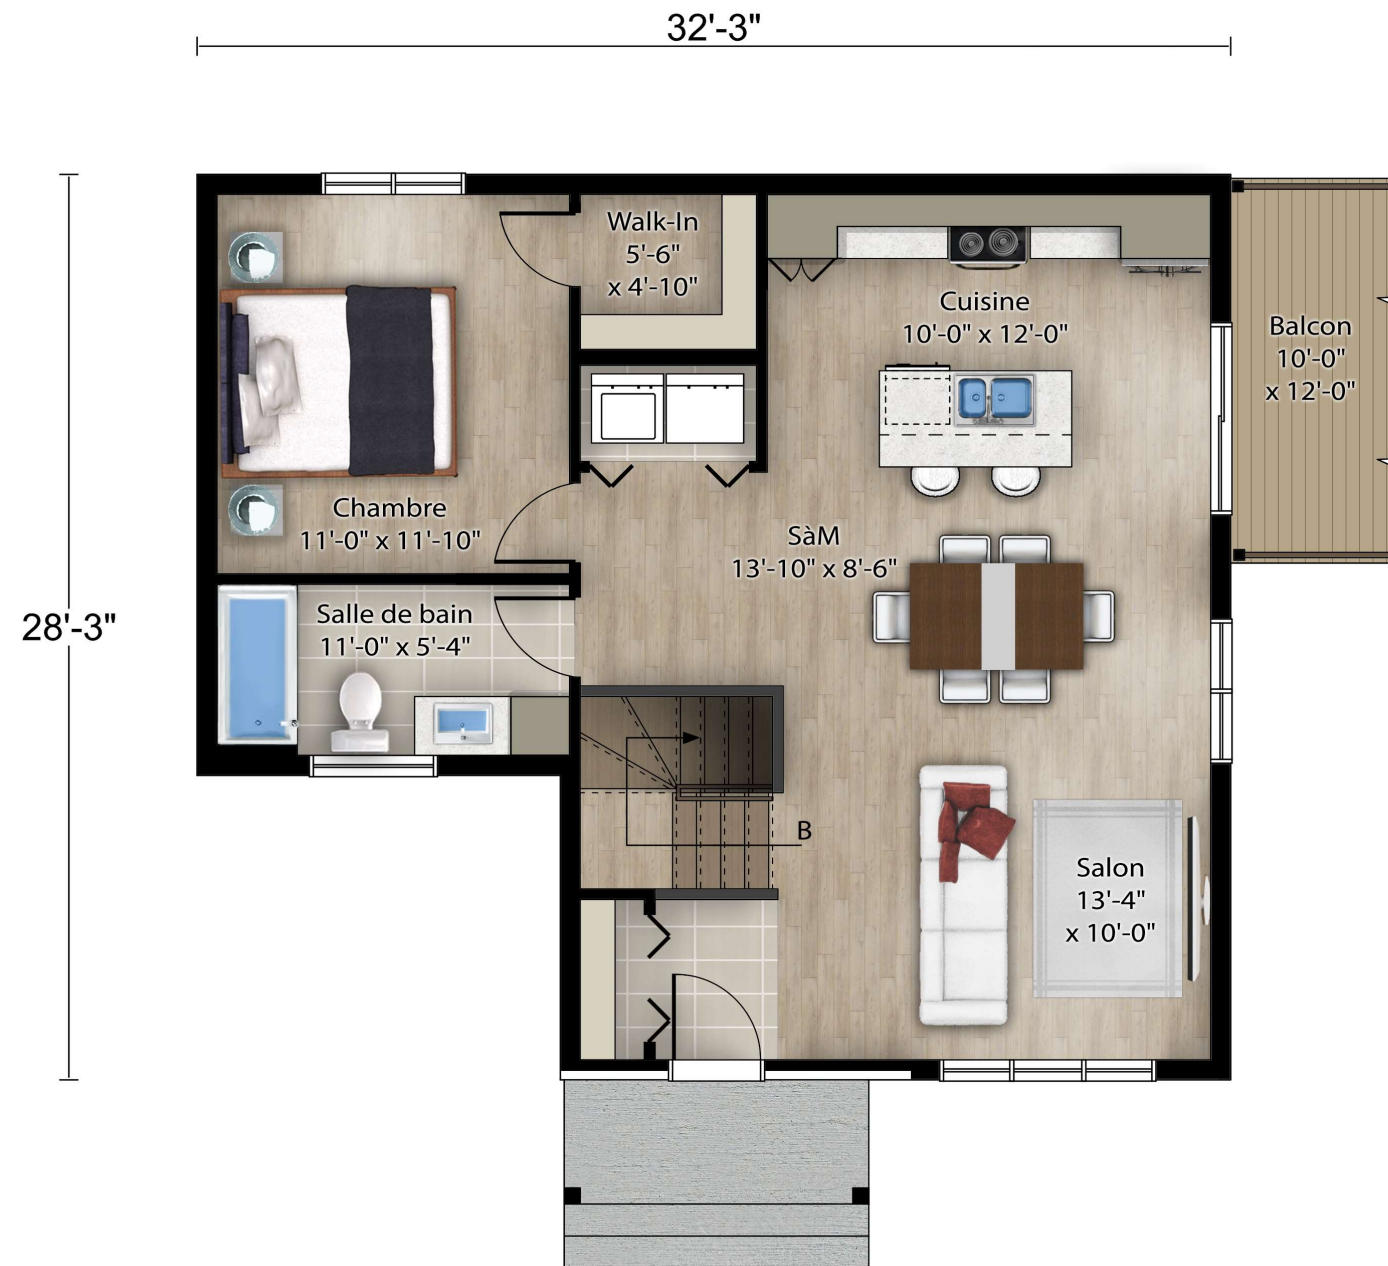 32'-3"
Walk-In
5'-6"
x 4'-10"
Cuisine
10'-0" x 12'-0"
Balcon
10'-0"
x 12'-0"
Chambre
11'-0" x 11'-10"
SàM
13'-10" x 8'-6"
Salle de bain
11'-0" x 5'-4"
28'-3"
B
Salon
13'-4"
x 10'-0"